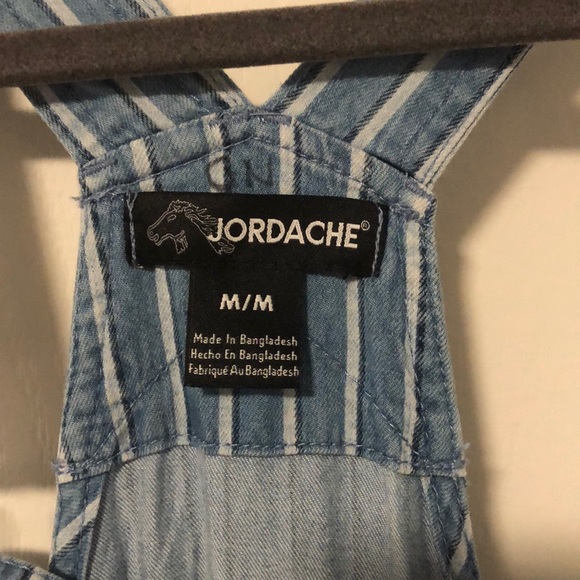 JORDACHE®
M/M
Made In Bangladesh
Hecho En Bangladesh
Fabriqué Au Bangladesh